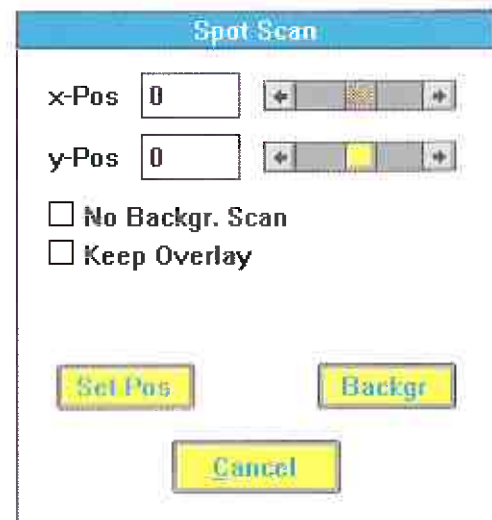 Spot Scan
x-Pos 0
y-Pos 0
No Backgr. Scan
Keep Overlay
Set Pos Backgr
Cancel